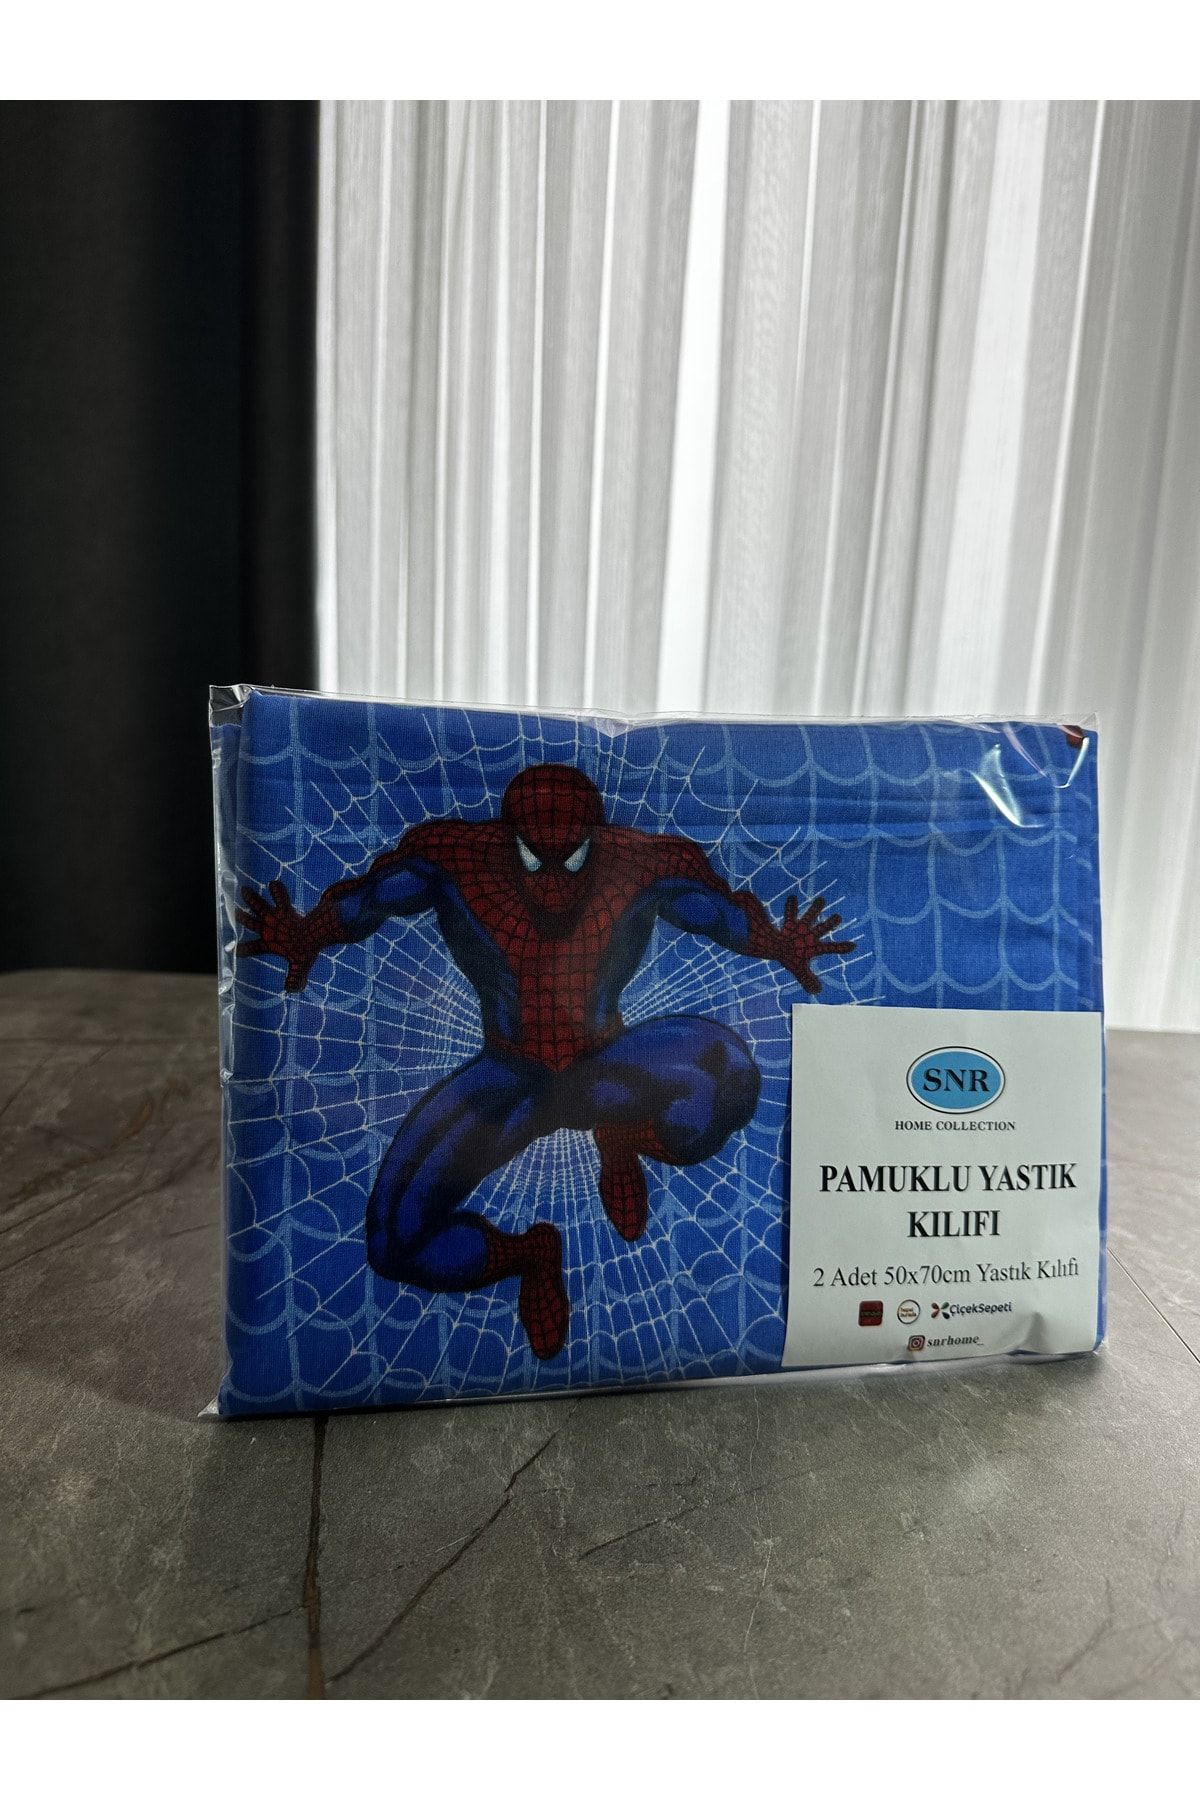 SNR
HOME COLLECTION
PAMUKLU YASTIK
KILIFI
2 Adet 50x70cm Yastık Kılıfı
ÇiçekSepeti
snrhome_